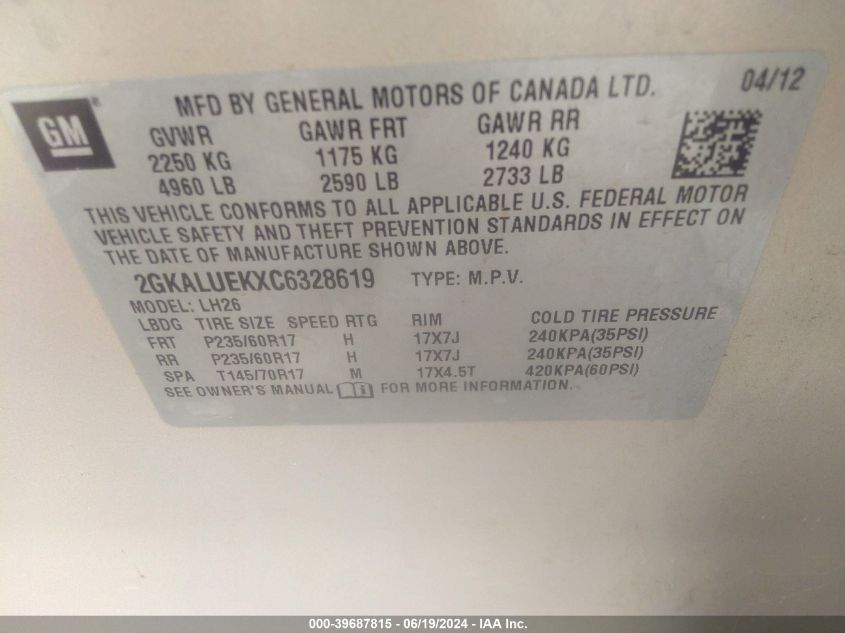 04/12
GM
MFD BY GENERAL MOTORS OF CANADA LTD.
GVWR GAWR FRT GAWR RR
2250 KG 1175 KG 1240 KG
4960 LB 2590 LB 2733 LB
THIS VEHICLE CONFORMS TO ALL APPLICABLE U.S. FEDERAL MOTOR
VEHICLE SAFETY AND THEFT PREVENTION STANDARDS IN EFFECT ON
THE DATE OF MANUFACTURE SHOWN ABOVE.
2GKALUEKXC6328619 TYPE: M.P.V.
MODEL: LH26
LBDG TIRE SIZE SPEED RTG RIM COLD TIRE PRESSURE
FRT P235/60R17 H 17X7J 240KPA(35PSI)
RR P235/60R17 H 17X7J 240KPA(35PSI)
SPA T145/70R17 M 17X4.5T 420KPA(60PSI)
SEE OWNER'S MANUAL FOR MORE INFORMATION.
000-39687815 - 06/19/2024 - IAA Inc.